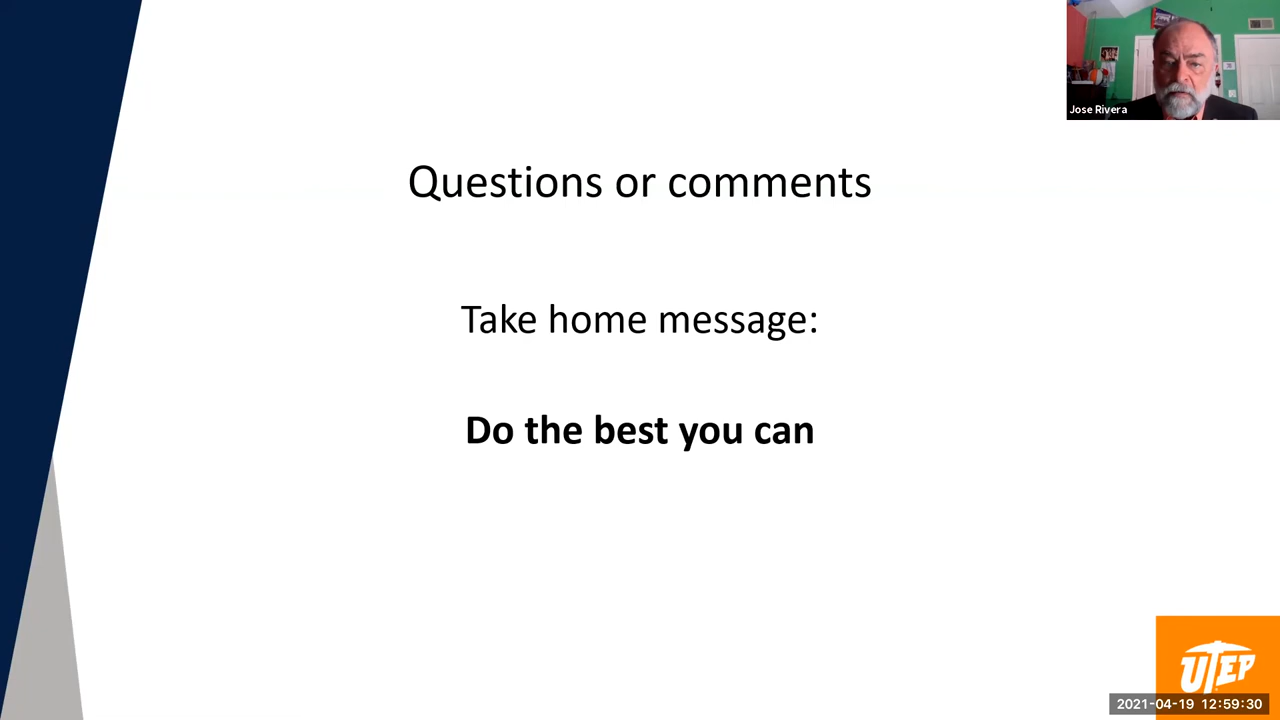 Jose Rivera
Questions or comments
Take home message:
Do the best you can
UTEP
2021-04-19 12:59:30